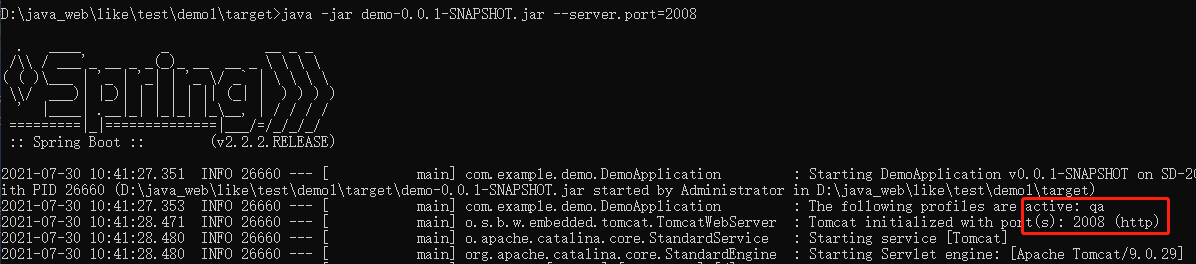 D:\java_web\like\test\demo1\target>java -jar demo-0.0.1-SNAPSHOT.jar --server.port=2008
Spring
:: Spring Boot :: (v2.2.2.RELEASE)
2021-07-30 10:41:27.351 INFO 26660 --- [ main] com.example.demo.DemoApplication : Starting DemoApplication v0.0.1-SNAPSHOT on SD-20
ith PID 26660 (D:\java_web\like\test\demo1\target\demo-0.0.1-SNAPSHOT.jar started by Administrator in D:\java_web\like\test\demo1\target)
2021-07-30 10:41:27.353 INFO 26660 --- [ main] com.example.demo.DemoApplication : The following profiles are active: qa
2021-07-30 10:41:28.471 INFO 26660 --- [ main] o.s.b.w.embedded.tomcat.TomcatWebServer : Tomcat initialized with port(s): 2008 (http)
2021-07-30 10:41:28.480 INFO 26660 --- [ main] o.apache.catalina.core.StandardService : Starting service [Tomcat]
2021-07-30 10:41:28.480 INFO 26660 --- [ main] org.apache.catalina.core.StandardEngine : Starting Servlet engine: [Apache Tomcat/9.0.29]